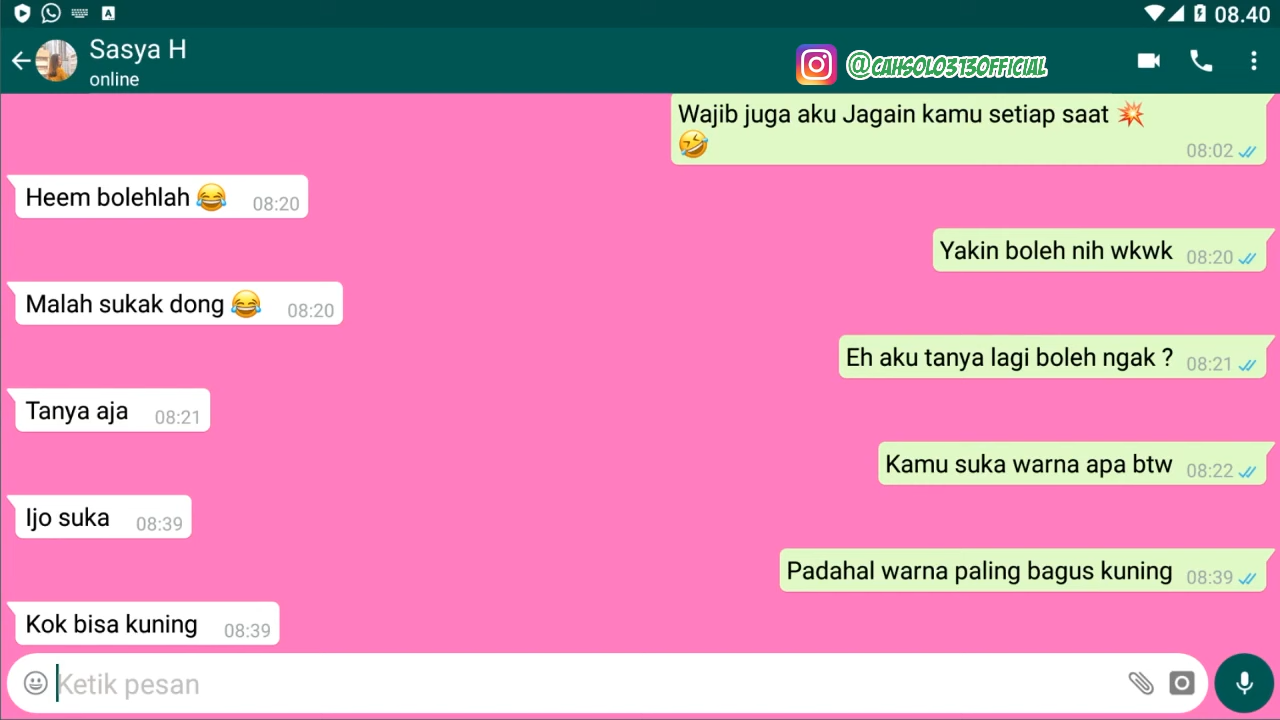 08.40
Sasya H
online
@CAHSOLO313OFFICIAL
Wajib juga aku Jagain kamu setiap saat 💥
🤣
08:02
Heem bolehlah 😂 08:20
Yakin boleh nih wkwk 08:20
Malah sukak dong 😂 08:20
Eh aku tanya lagi boleh ngak ? 08:21
Tanya aja 08:21
Kamu suka warna apa btw 08:22
Ijo suka 08:39
Padahal warna paling bagus kuning 08:39
Kok bisa kuning 08:39
Ketik pesan